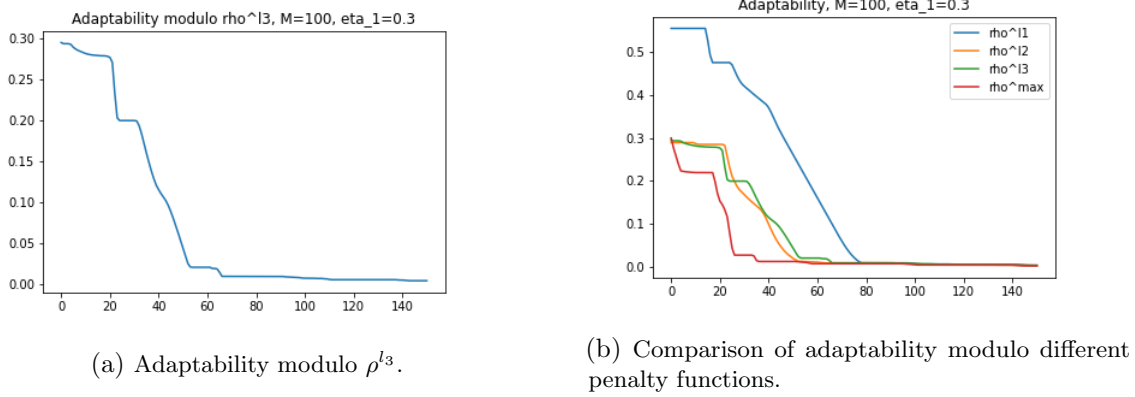 Adaptability modulo rho^l3, M=100, eta_1=0.3
0.30
0.25
0.20
0.15
0.10
0.05
0.00
0 20 40 60 80 100 120 140
(a) Adaptability modulo ρ^{l_3}.
Adaptability, M=100, eta_1=0.3
rho^l1
rho^l2
rho^l3
rho^max
0.5
0.4
0.3
0.2
0.1
0.0
0 20 40 60 80 100 120 140
(b) Comparison of adaptability modulo different
penalty functions.